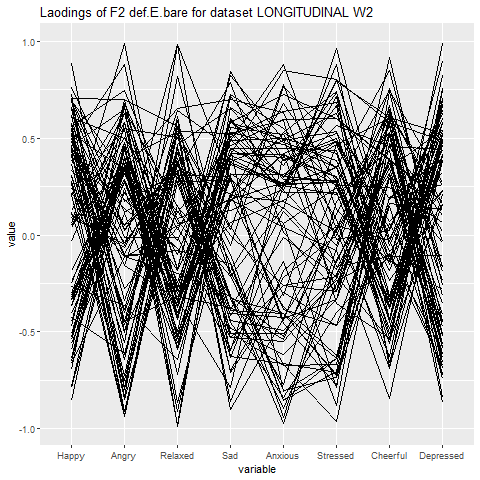 Laodings of F2 def.E.bare for dataset LONGITUDINAL W2
1.0
0.5
0.0
-0.5
-1.0
value
Happy Angry Relaxed Sad Anxious Stressed Cheerful Depressed
variable